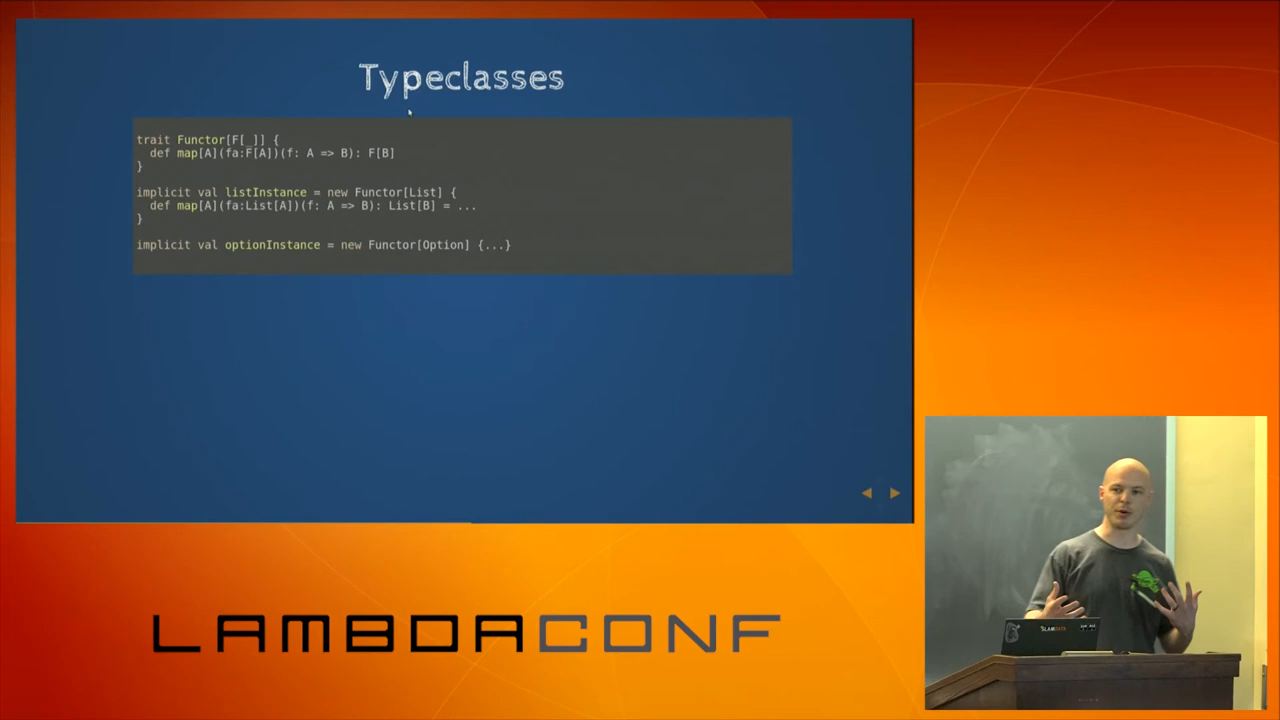 Typeclasses
trait Functor[F[_]] {
  def map[A](fa:F[A])(f: A => B): F[B]
}
implicit val listInstance = new Functor[List] {
  def map[A](fa:List[A])(f: A => B): List[B] = ...
}
implicit val optionInstance = new Functor[Option] {...}
SLAMDATA
LAMBDACONF